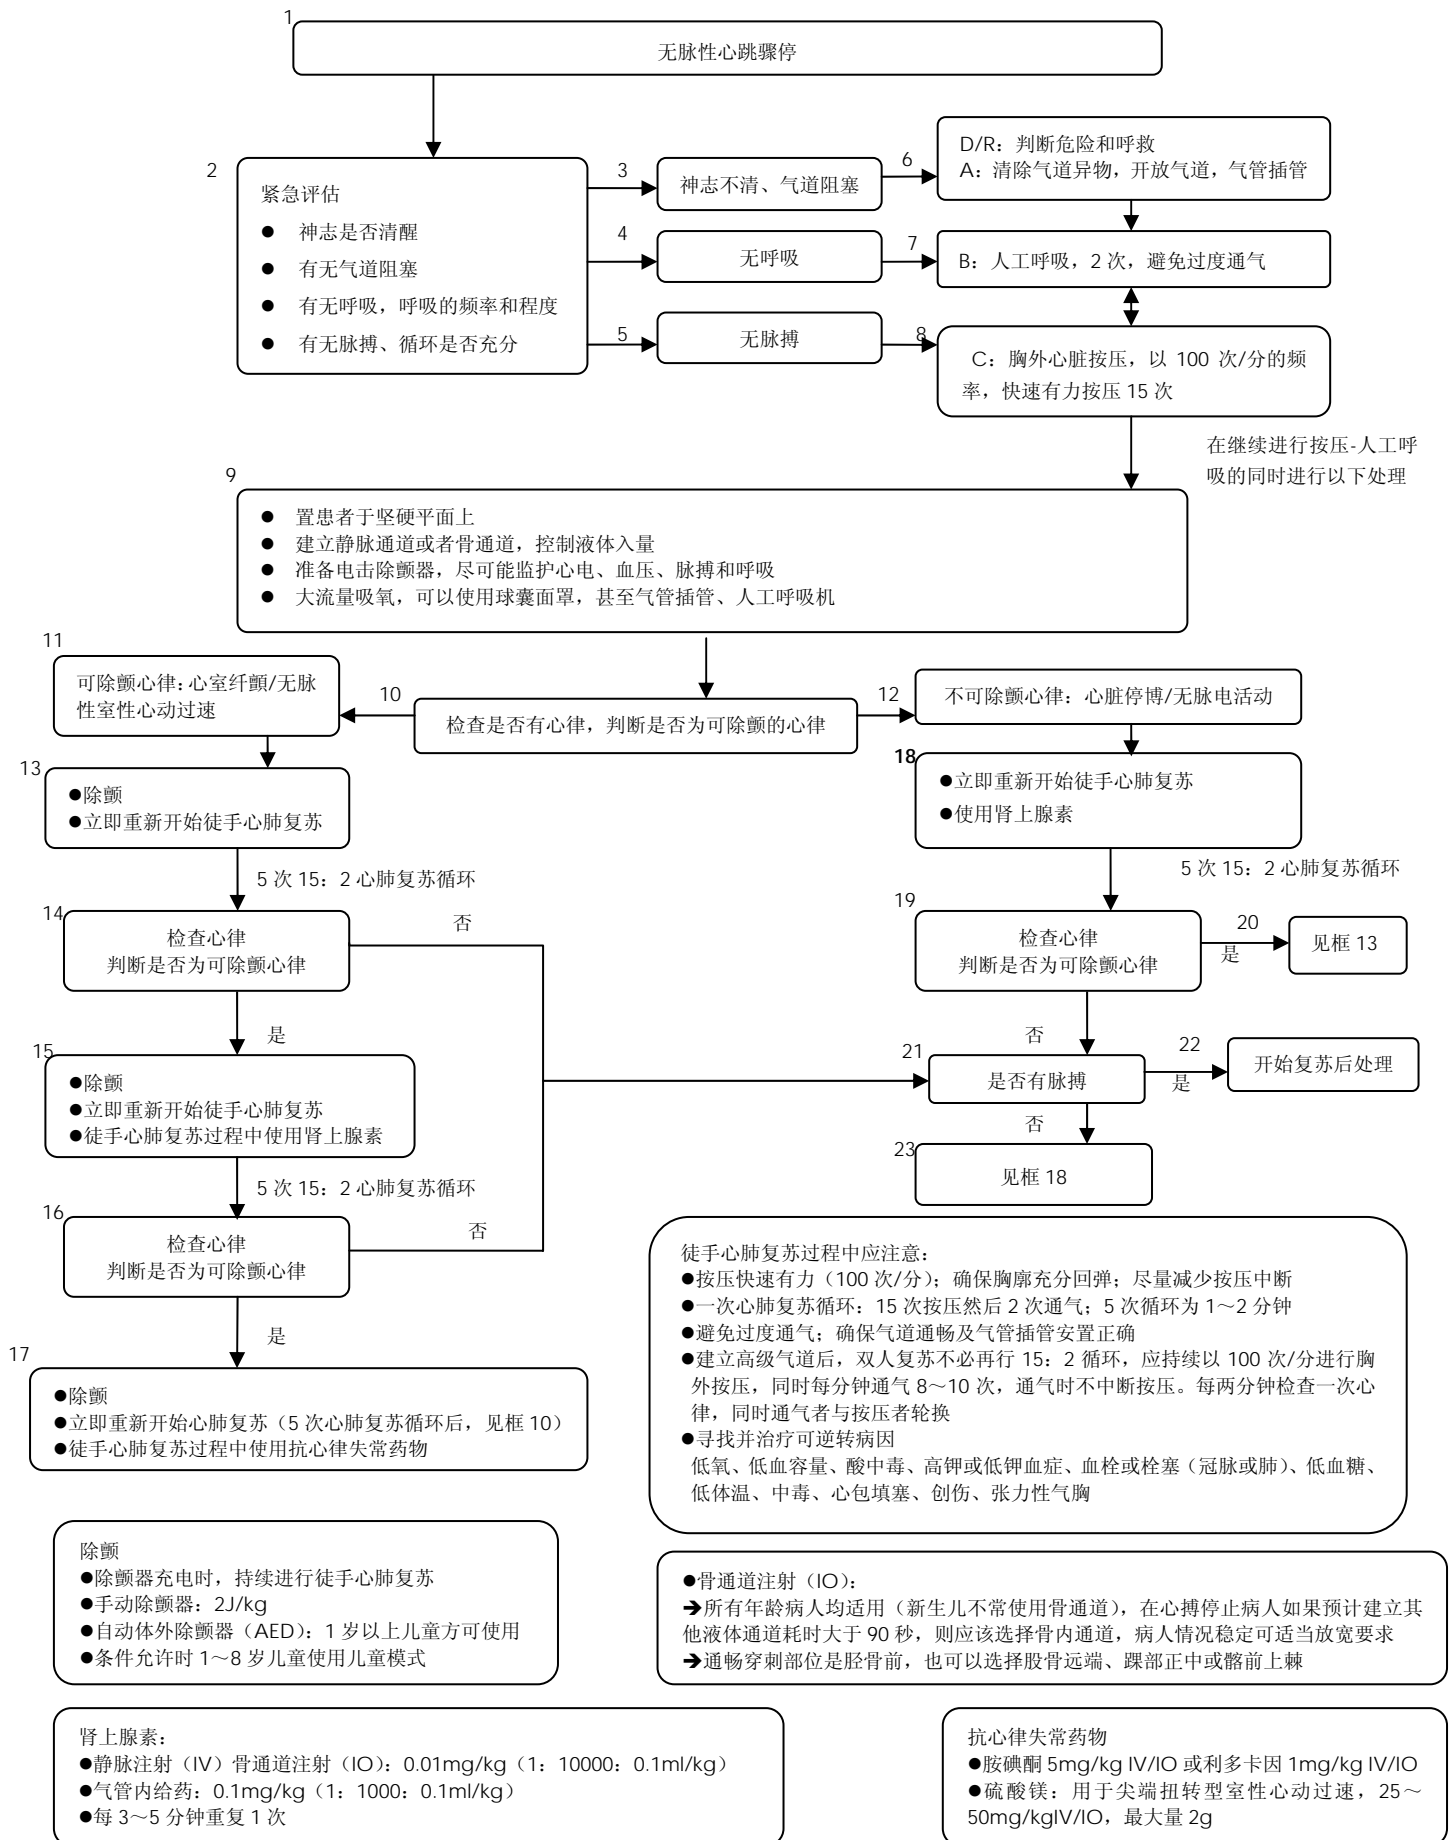 1
无脉性心跳骤停
2
紧急评估
● 神志是否清醒
● 有无气道阻塞
● 有无呼吸，呼吸的频率和程度
● 有无脉搏、循环是否充分
3
神志不清、气道阻塞
4
无呼吸
5
无脉搏
6
D/R：判断危险和呼救
A：清除气道异物，开放气道，气管插管
7
B：人工呼吸，2 次，避免过度通气
8
C：胸外心脏按压，以 100 次/分的频
率，快速有力按压 15 次
在继续进行按压-人工呼
吸的同时进行以下处理
9
● 置患者于坚硬平面上
● 建立静脉通道或者骨通道，控制液体入量
● 准备电击除颤器，尽可能监护心电、血压、脉搏和呼吸
● 大流量吸氧，可以使用球囊面罩，甚至气管插管、人工呼吸机
10
检查是否有心律，判断是否为可除颤的心律
11
可除颤心律：心室纤颤/无脉
性室性心动过速
12
不可除颤心律：心脏停博/无脉电活动
13
●除颤
●立即重新开始徒手心肺复苏
5 次 15：2 心肺复苏循环
14
检查心律
判断是否为可除颤心律
否
是
15
●除颤
●立即重新开始徒手心肺复苏
●徒手心肺复苏过程中使用肾上腺素
5 次 15：2 心肺复苏循环
16
检查心律
判断是否为可除颤心律
否
是
17
●除颤
●立即重新开始心肺复苏（5 次心肺复苏循环后，见框 10）
●徒手心肺复苏过程中使用抗心律失常药物
18
●立即重新开始徒手心肺复苏
●使用肾上腺素
5 次 15：2 心肺复苏循环
19
检查心律
判断是否为可除颤心律
20
是
见框 13
否
21
是否有脉搏
22
是
开始复苏后处理
否
23
见框 18
徒手心肺复苏过程中应注意：
●按压快速有力（100 次/分）；确保胸廓充分回弹；尽量减少按压中断
●一次心肺复苏循环：15 次按压然后 2 次通气；5 次循环为 1～2 分钟
●避免过度通气；确保气道通畅及气管插管安置正确
●建立高级气道后，双人复苏不必再行 15：2 循环，应持续以 100 次/分进行胸
外按压，同时每分钟通气 8～10 次，通气时不中断按压。每两分钟检查一次心
律，同时通气者与按压者轮换
●寻找并治疗可逆转病因
低氧、低血容量、酸中毒、高钾或低钾血症、血栓或栓塞（冠脉或肺）、低血糖、
低体温、中毒、心包填塞、创伤、张力性气胸
除颤
●除颤器充电时，持续进行徒手心肺复苏
●手动除颤器：2J/kg
●自动体外除颤器（AED）：1 岁以上儿童方可使用
●条件允许时 1～8 岁儿童使用儿童模式
●骨通道注射（IO）：
➔所有年龄病人均适用（新生儿不常使用骨通道），在心搏停止病人如果预计建立其
他液体通道耗时大于 90 秒，则应该选择骨内通道，病人情况稳定可适当放宽要求
➔通畅穿刺部位是胫骨前，也可以选择股骨远端、踝部正中或髂前上棘
肾上腺素：
●静脉注射（IV）骨通道注射（IO）：0.01mg/kg（1：10000：0.1ml/kg）
●气管内给药：0.1mg/kg（1：1000：0.1ml/kg）
●每 3～5 分钟重复 1 次
抗心律失常药物
●胺碘酮 5mg/kg IV/IO 或利多卡因 1mg/kg IV/IO
●硫酸镁：用于尖端扭转型室性心动过速，25～
50mg/kgIV/IO，最大量 2g